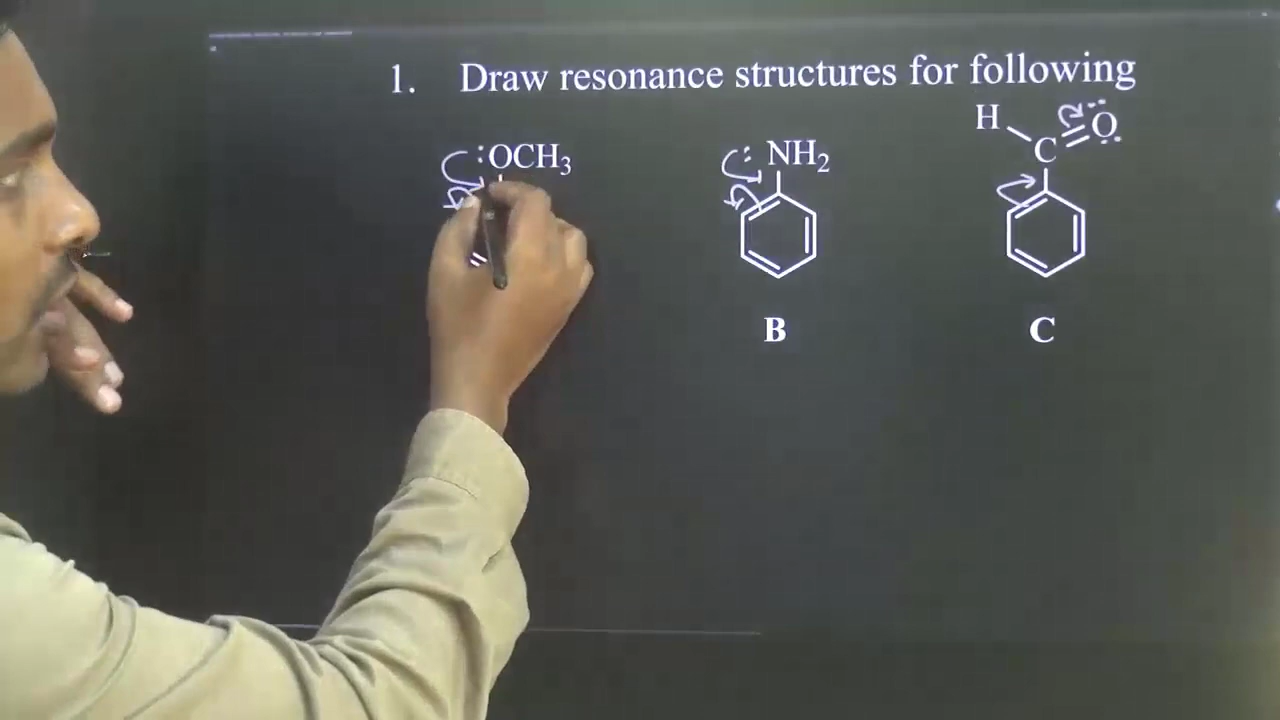 1. Draw resonance structures for following
:OCH₃
:NH₂
H
C
O
B
C